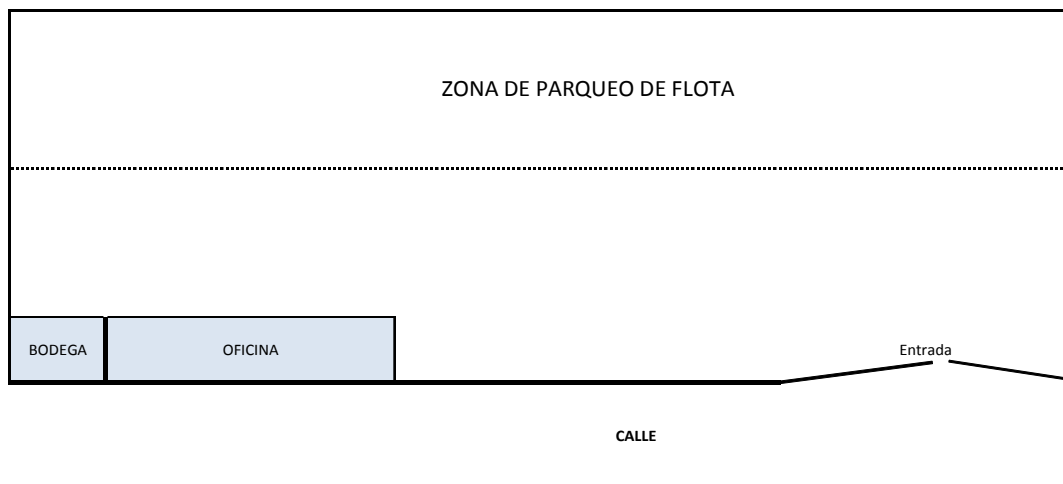 ZONA DE PARQUEO DE FLOTA
BODEGA
OFICINA
Entrada
CALLE